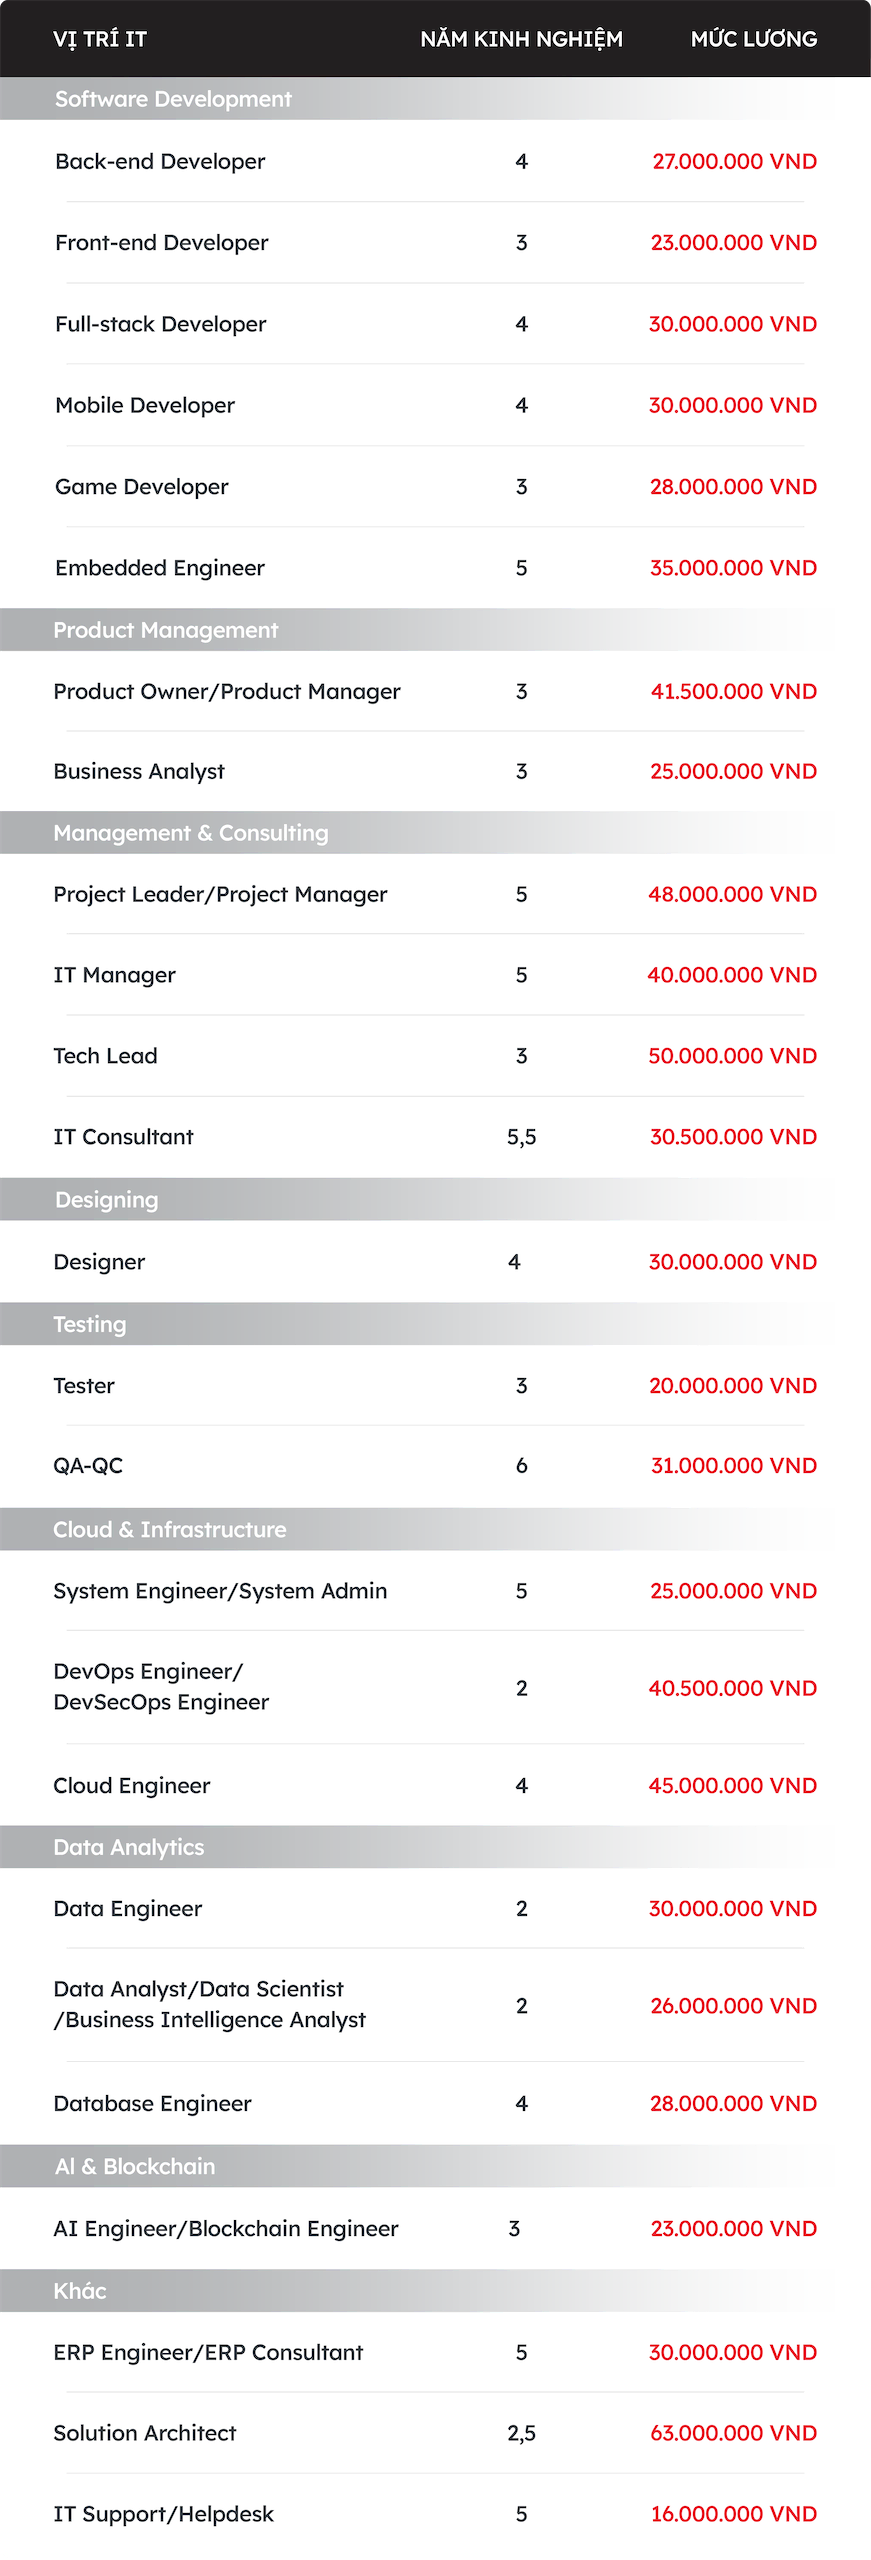 VỊ TRÍ IT NĂM KINH NGHIỆM MỨC LƯƠNG
Software Development
Back-end Developer 4 27.000.000 VND
Front-end Developer 3 23.000.000 VND
Full-stack Developer 4 30.000.000 VND
Mobile Developer 4 30.000.000 VND
Game Developer 3 28.000.000 VND
Embedded Engineer 5 35.000.000 VND
Product Management
Product Owner/Product Manager 3 41.500.000 VND
Business Analyst 3 25.000.000 VND
Management & Consulting
Project Leader/Project Manager 5 48.000.000 VND
IT Manager 5 40.000.000 VND
Tech Lead 3 50.000.000 VND
IT Consultant 5,5 30.500.000 VND
Designing
Designer 4 30.000.000 VND
Testing
Tester 3 20.000.000 VND
QA-QC 6 31.000.000 VND
Cloud & Infrastructure
System Engineer/System Admin 5 25.000.000 VND
DevOps Engineer/
DevSecOps Engineer 2 40.500.000 VND
Cloud Engineer 4 45.000.000 VND
Data Analytics
Data Engineer 2 30.000.000 VND
Data Analyst/Data Scientist
/Business Intelligence Analyst 2 26.000.000 VND
Database Engineer 4 28.000.000 VND
AI & Blockchain
AI Engineer/Blockchain Engineer 3 23.000.000 VND
Khác
ERP Engineer/ERP Consultant 5 30.000.000 VND
Solution Architect 2,5 63.000.000 VND
IT Support/Helpdesk 5 16.000.000 VND